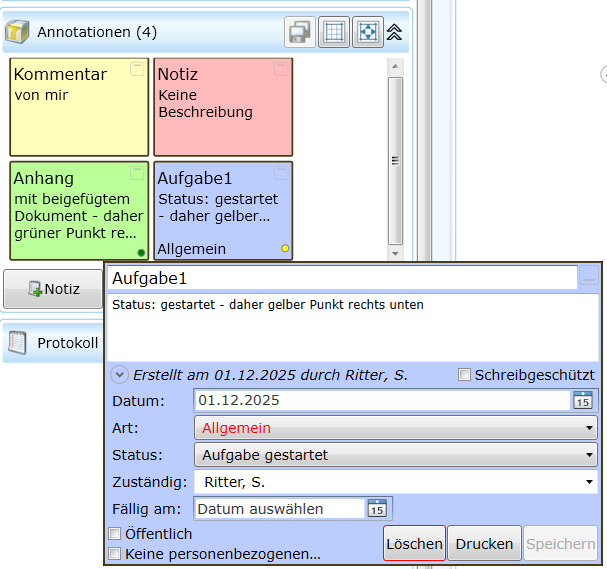 Annotationen (4)
Kommentar
von mir
Notiz
Keine
Beschreibung
Anhang
mit beigefügtem
Dokument - daher
grüner Punkt re...
Aufgabe1
Status: gestartet
- daher gelber...
Allgemein
Notiz
Protokoll
Aufgabe1
Status: gestartet - daher gelber Punkt rechts unten
Erstellt am 01.12.2025 durch Ritter, S.
Schreibgeschützt
Datum: 01.12.2025 15
Art: Allgemein
Status: Aufgabe gestartet
Zuständig: Ritter, S.
Fällig am: Datum auswählen 15
Öffentlich
Keine personenbezogenen...
Löschen Drucken Speichern